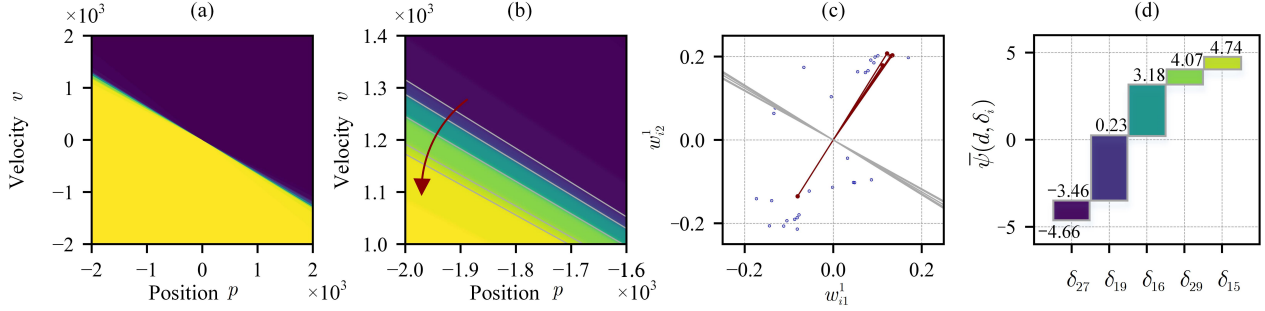 (a)
×10³
Velocity v
2
1
0
−1
−2
−2 −1 0 1 2
Position p
×10³
(b)
×10³
Velocity v
1.4
1.3
1.2
1.1
1.0
−2.0 −1.9 −1.8 −1.7 −1.6
Position p
×10³
(c)
w¹ᵢ₂
0.2
0.0
−0.2
−0.2 0.0 0.2
w¹ᵢ₁
(d)
ψ̅(d, δᵢ)
5
0
−5
4.74
4.07
3.18
0.23
−3.46
−4.66
δ₂₇ δ₁₉ δ₁₆ δ₂₉ δ₁₅